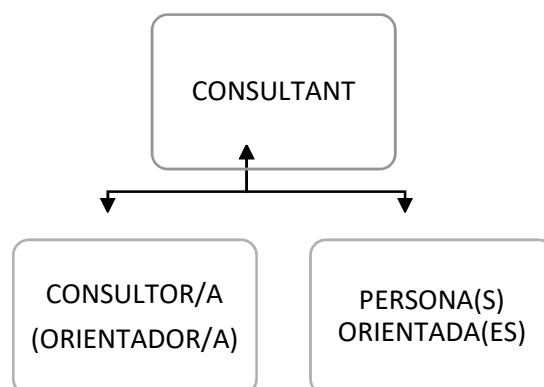 CONSULTANT
CONSULTOR/A
(ORIENTADOR/A)
PERSONA(S)
ORIENTADA(ES)